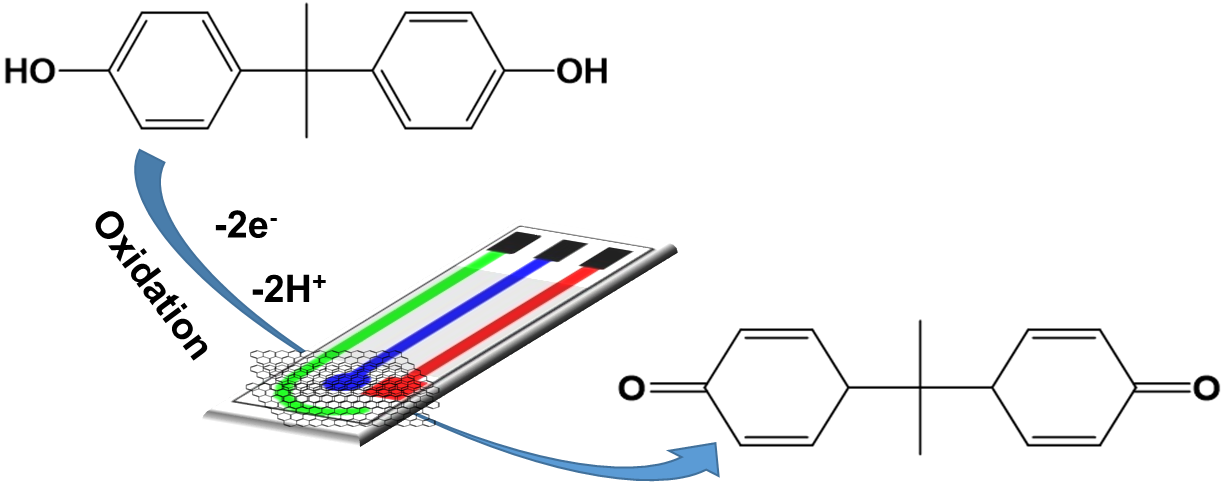 HO
OH
-2e⁻
Oxidation
-2H⁺
O
O